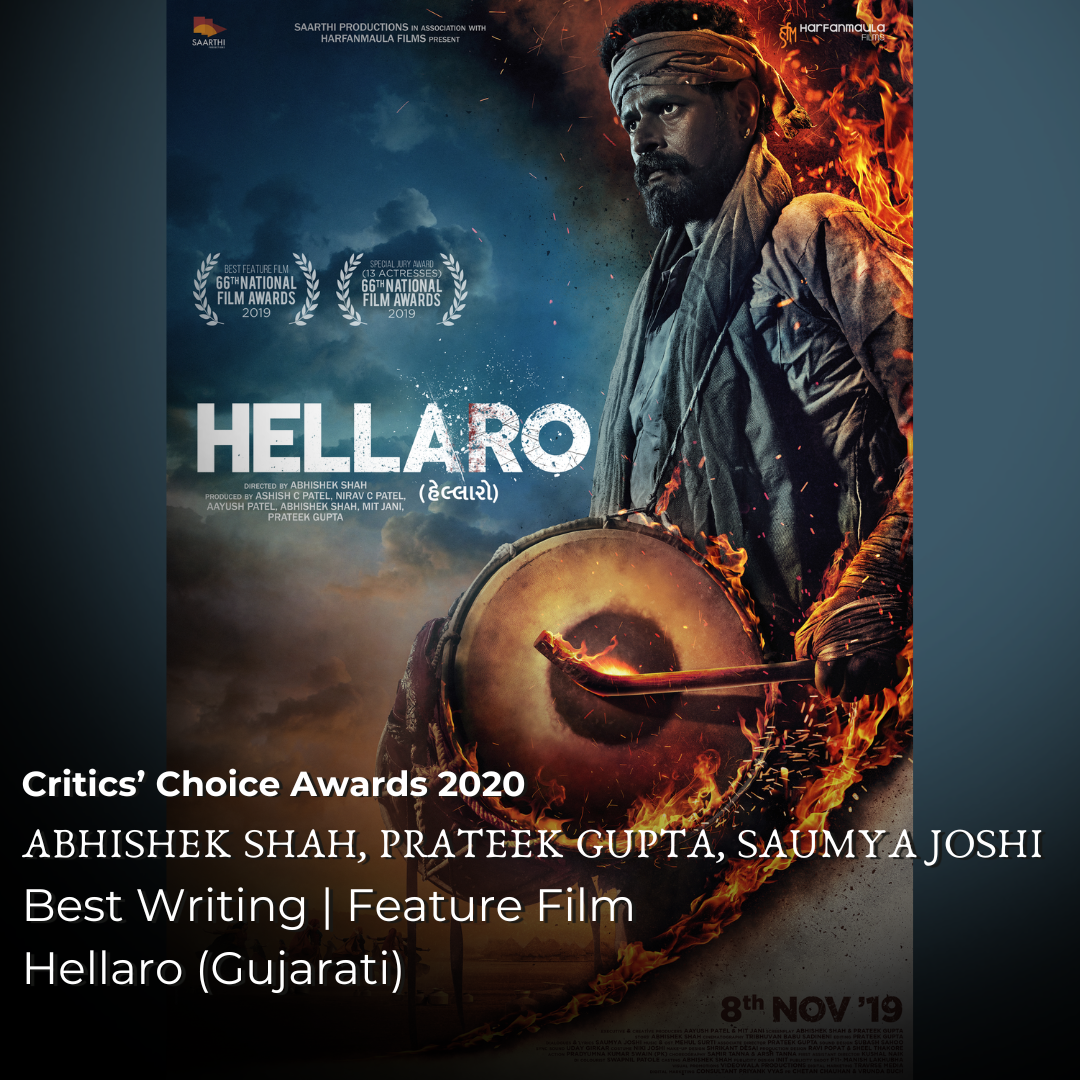 SAARTHI
SAARTHI PRODUCTIONS IN ASSOCIATION WITH
HARFANMAULA FILMS PRESENT
HARFANMAULA
FILMS
BEST FEATURE FILM
66TH NATIONAL
FILM AWARDS
2019
SPECIAL JURY AWARD
(13 ACTRESSES)
66TH NATIONAL
FILM AWARDS
2019
HELLARO
(હેલ્લારો)
DIRECTED BY ABHISHEK SHAH
PRODUCED BY ASHISH C PATEL, NIRAV C PATEL,
AAYUSH PATEL, ABHISHEK SHAH, MIT JANI,
PRATEEK GUPTA
Critics’ Choice Awards 2020
ABHISHEK SHAH, PRATEEK GUPTA, SAUMYA JOSHI
Best Writing | Feature Film
Hellaro (Gujarati)
8th NOV ’19